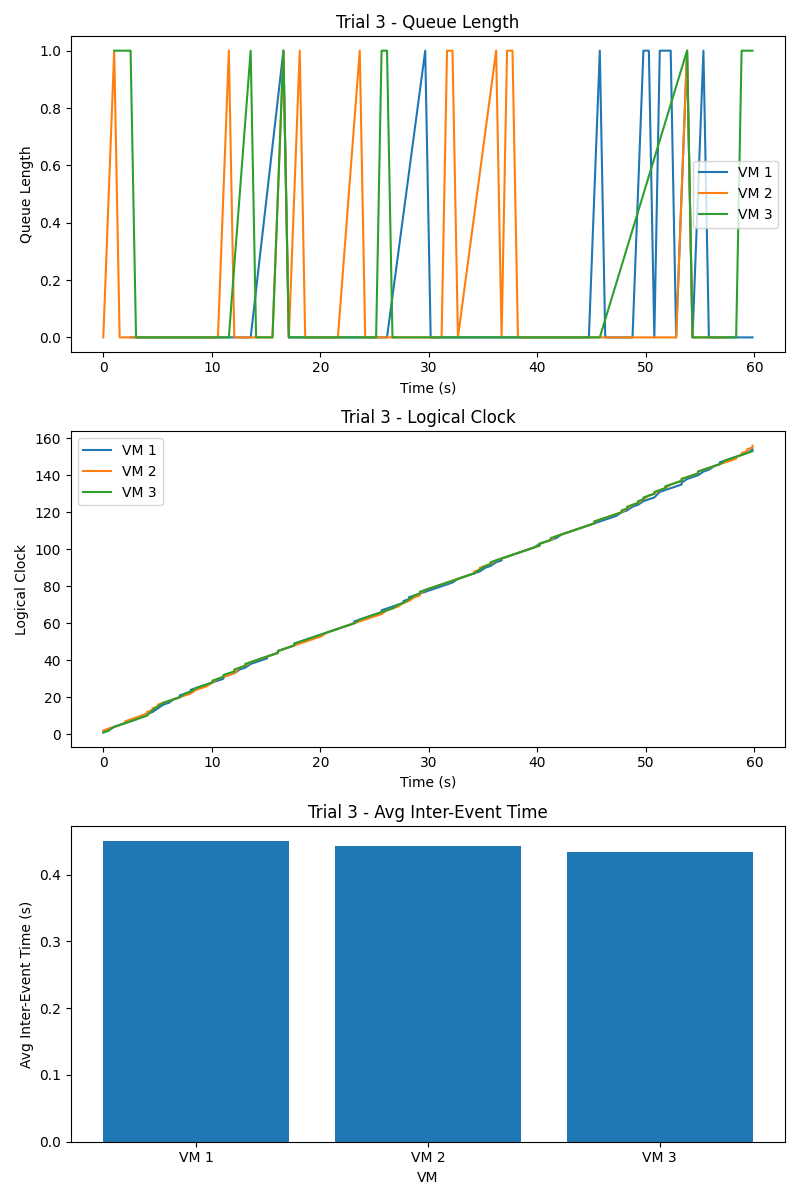 Trial 3 - Queue Length
Queue Length
1.0
0.8
0.6
0.4
0.2
0.0
VM 1
VM 2
VM 3
0 10 20 30 40 50 60
Time (s)
Trial 3 - Logical Clock
Logical Clock
160
140
120
100
80
60
40
20
0
VM 1
VM 2
VM 3
0 10 20 30 40 50 60
Time (s)
Trial 3 - Avg Inter-Event Time
Avg Inter-Event Time (s)
0.4
0.3
0.2
0.1
0.0
VM 1 VM 2 VM 3
VM